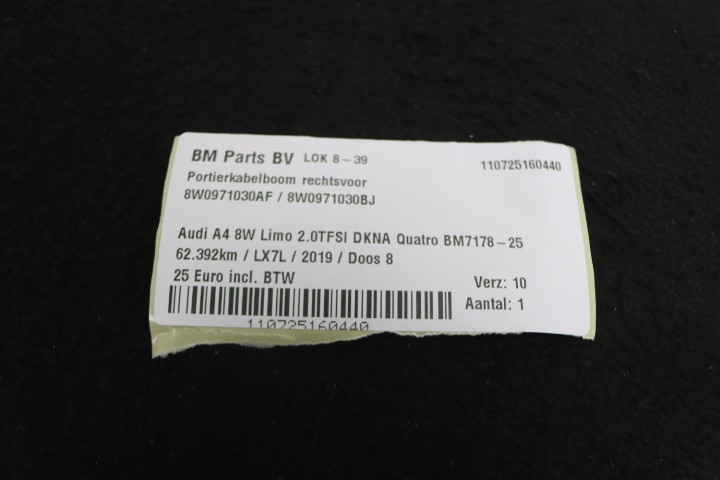 BM Parts BV LOK 8-39 110725160440
Portierkabelboom rechtsvoor
8W0971030AF / 8W0971030BJ
Audi A4 8W Limo 2.0TFSI DKNA Quatro BM7178-25
62.392km / LX7L / 2019 / Doos 8
25 Euro incl. BTW
Verz: 10
Aantal: 1
110725160440